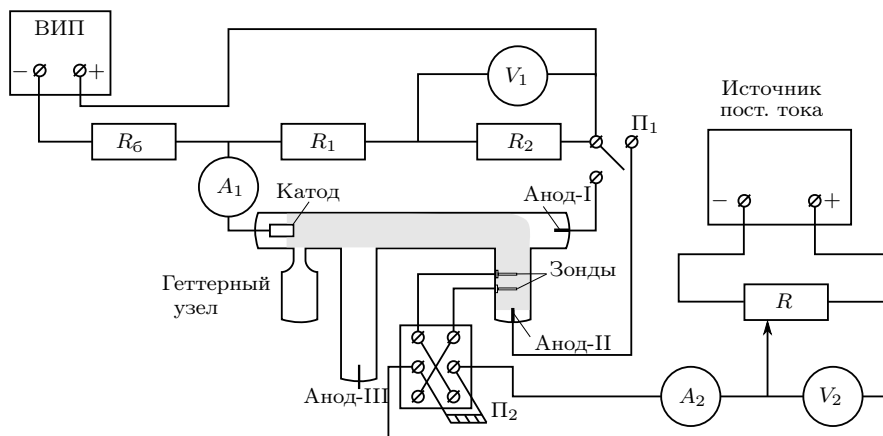 ВИП
− +
V₁
Источник
пост. тока
Rб
R₁
R₂
П₁
A₁
Катод
Анод-I
− +
Геттерный
узел
Зонды
R
Анод-II
Анод-III
П₂
A₂
V₂